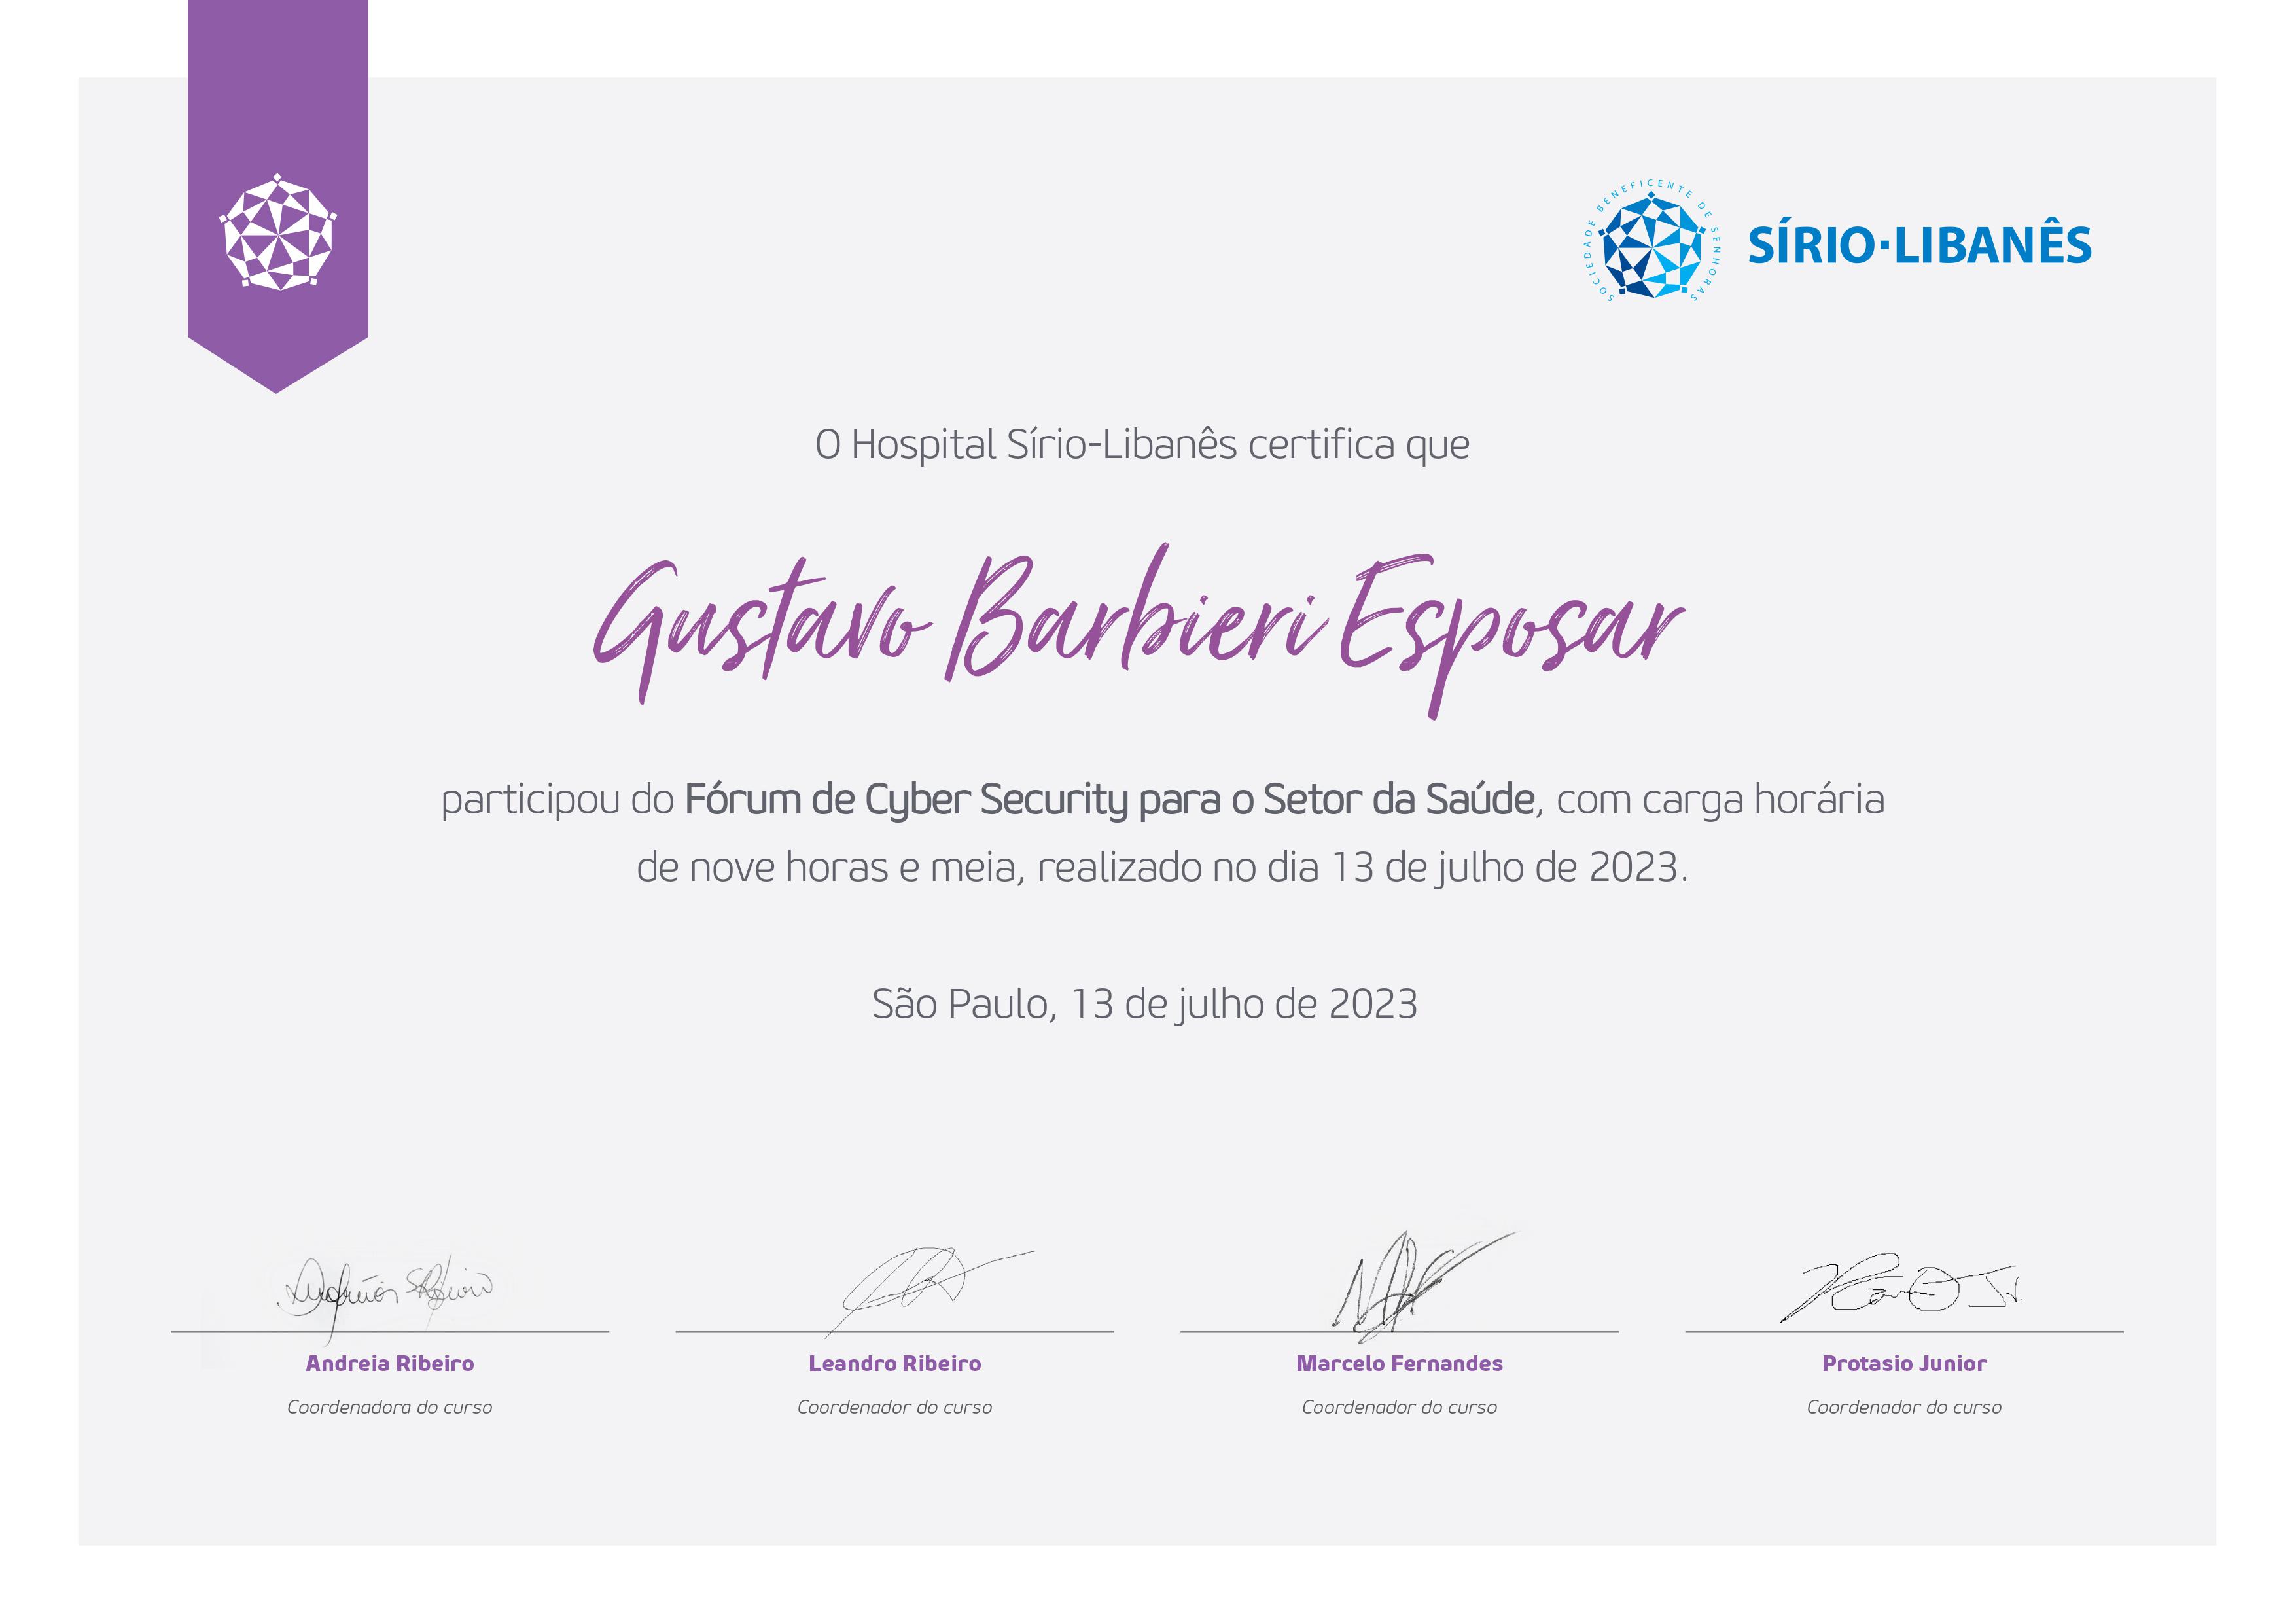 SOCIEDADE BENEFICENTE DE SENHORAS
SÍRIO·LIBANÊS
O Hospital Sírio-Libanês certifica que
Gustavo Barbieri Esposar
participou do Fórum de Cyber Security para o Setor da Saúde, com carga horária
de nove horas e meia, realizado no dia 13 de julho de 2023.
São Paulo, 13 de julho de 2023
Andreia Ribeiro
Coordenadora do curso
Leandro Ribeiro
Coordenador do curso
Marcelo Fernandes
Coordenador do curso
Protasio Junior
Coordenador do curso